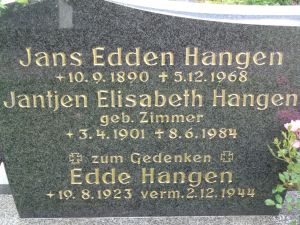 Jans Edden Hangen
+10.9.1890 +5.12.1968
Jantjen Elisabeth Hangen
geb. Zimmer
+3.4.1901 +8.6.1984
zum Gedenken
Edde Hangen
+19.8.1923 verm.2.12.1944